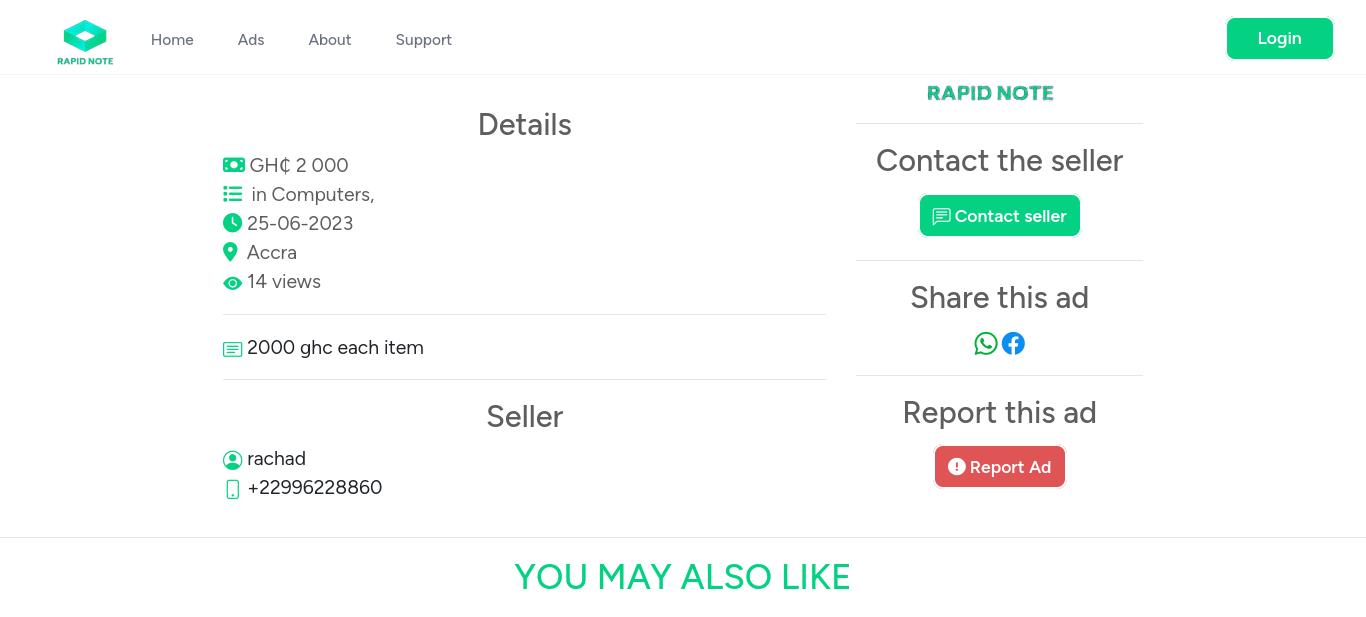 RAPID NOTE
Home
Ads
About
Support
Login
Details
GH₵ 2 000
in Computers,
25-06-2023
Accra
14 views
2000 ghc each item
Seller
rachad
+22996228860
RAPID NOTE
Contact the seller
Contact seller
Share this ad
Report this ad
Report Ad
YOU MAY ALSO LIKE